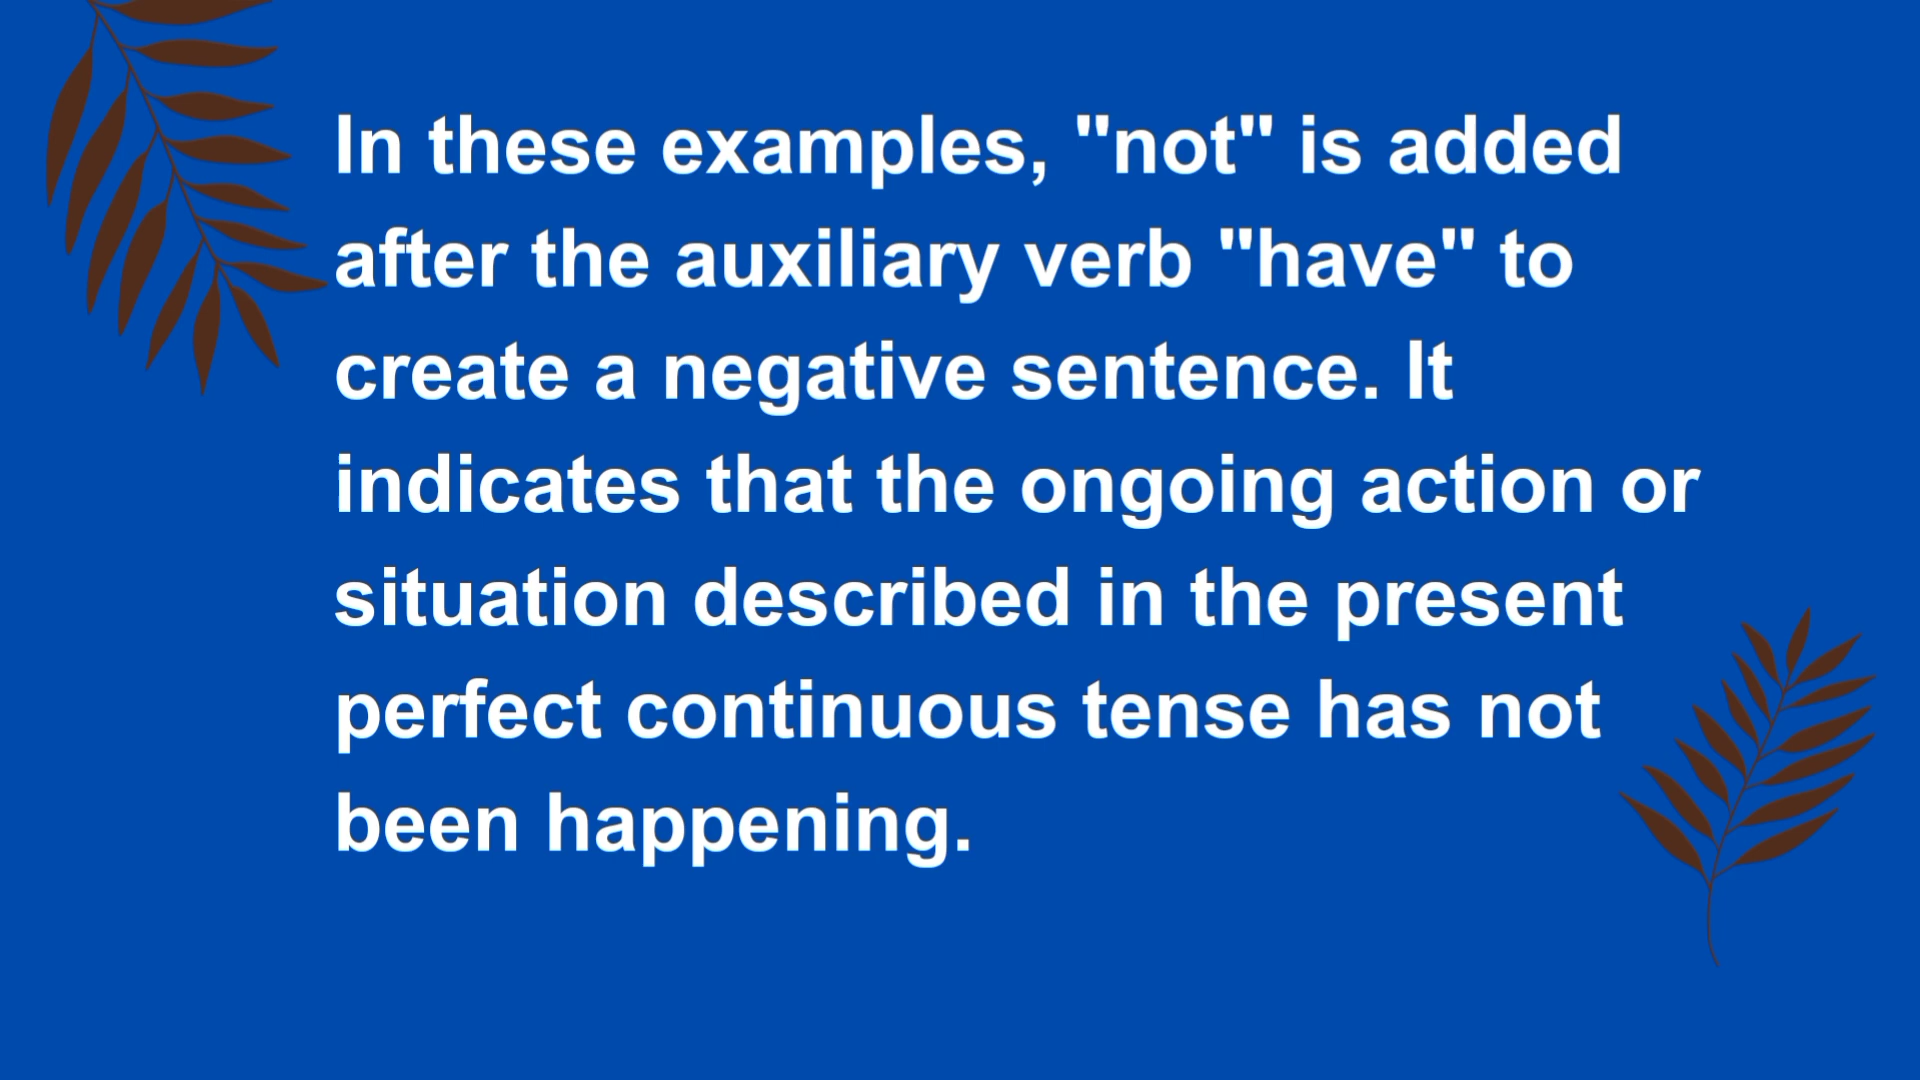 In these examples, "not" is added
after the auxiliary verb "have" to
create a negative sentence. It
indicates that the ongoing action or
situation described in the present
perfect continuous tense has not
been happening.